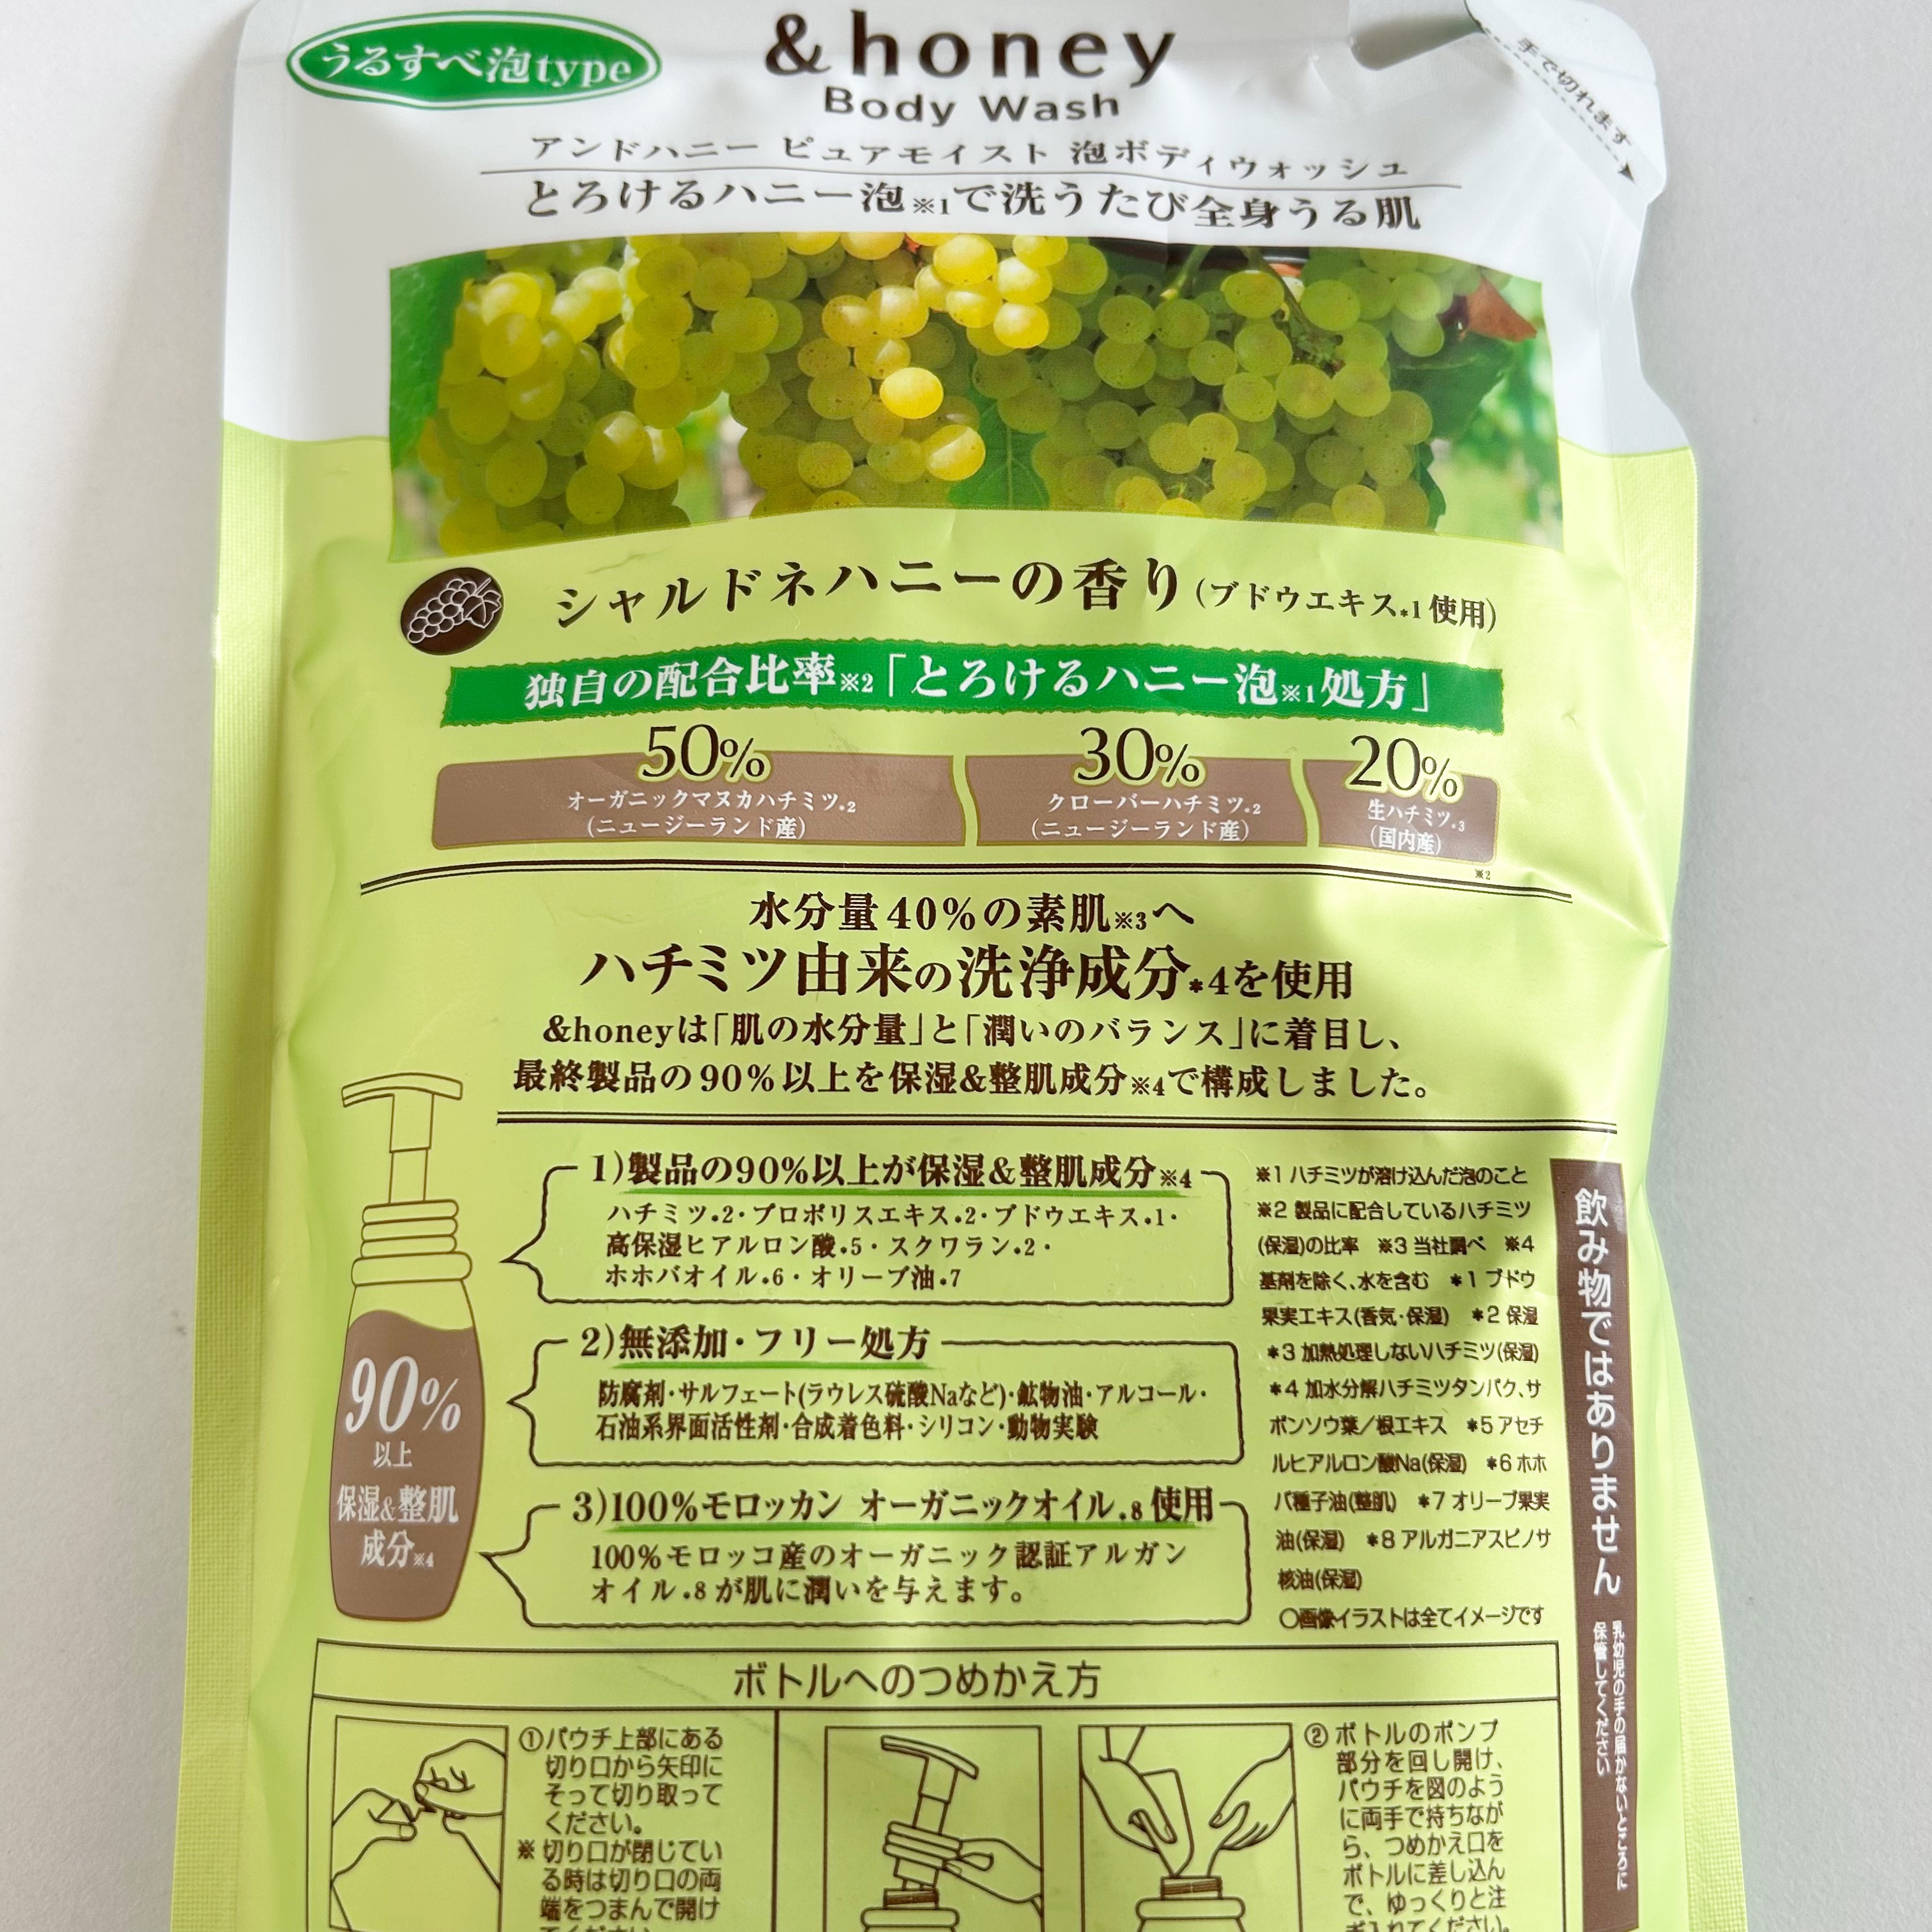 うるすべ泡type
&honey
Body Wash
手で切れます
アンドハニー ピュアモイスト 泡ボディウォッシュ
とろけるハニー泡※1で洗うたび全身うる肌
シャルドネハニーの香り(ブドウエキス*1使用)
独自の配合比率※2「とろけるハニー泡※1処方」
50%
オーガニックマヌカハチミツ*2
(ニュージーランド産)
30%
クローバーハチミツ*2
(ニュージーランド産)
20%
生ハチミツ*3
(国内産)
※2
水分量40%の素肌※3へ
ハチミツ由来の洗浄成分*4を使用
&honeyは「肌の水分量」と「潤いのバランス」に着目し、
最終製品の90%以上を保湿&整肌成分※4で構成しました。
90%
以上
保湿&整肌
成分※4
1)製品の90%以上が保湿&整肌成分※4
ハチミツ*2・プロポリスエキス*2・ブドウエキス*1・
高保湿ヒアルロン酸*5・スクワラン*2・
ホホバオイル*6・オリーブ油*7
2)無添加・フリー処方
防腐剤・サルフェート(ラウレス硫酸Naなど)・鉱物油・アルコール・
石油系界面活性剤・合成着色料・シリコン・動物実験
3)100%モロッカン オーガニックオイル*8使用
100%モロッコ産のオーガニック認証アルガン
オイル*8が肌に潤いを与えます。
※1 ハチミツが溶け込んだ泡のこと
※2 製品に配合しているハチミツ
(保湿)の比率 ※3 当社調べ ※4
基剤を除く、水を含む *1 ブドウ
果実エキス(香気・保湿) *2 保湿
*3 加熱処理しないハチミツ(保湿)
*4 加水分解ハチミツタンパク、サ
ボンソウ葉/根エキス *5 アセチ
ルヒアルロン酸Na(保湿) *6 ホホ
バ種子油(整肌) *7 オリーブ果実
油(保湿) *8 アルガニアスピノサ
核油(保湿)
○画像イラストは全てイメージです
飲み物ではありません
乳幼児の手の届かないところに
保管してください
ボトルへのつめかえ方
①パウチ上部にある
切り口から矢印に
そって切り取って
ください。
※切り口が閉じてい
る時は切り口の両
端をつまんで開け
てください。
②ボトルのポンプ
部分を回し開け、
パウチを図のよう
に両手で持ちなが
ら、つめかえ口を
ボトルに差し込ん
で、ゆっくりと注
ぎ入れてください。